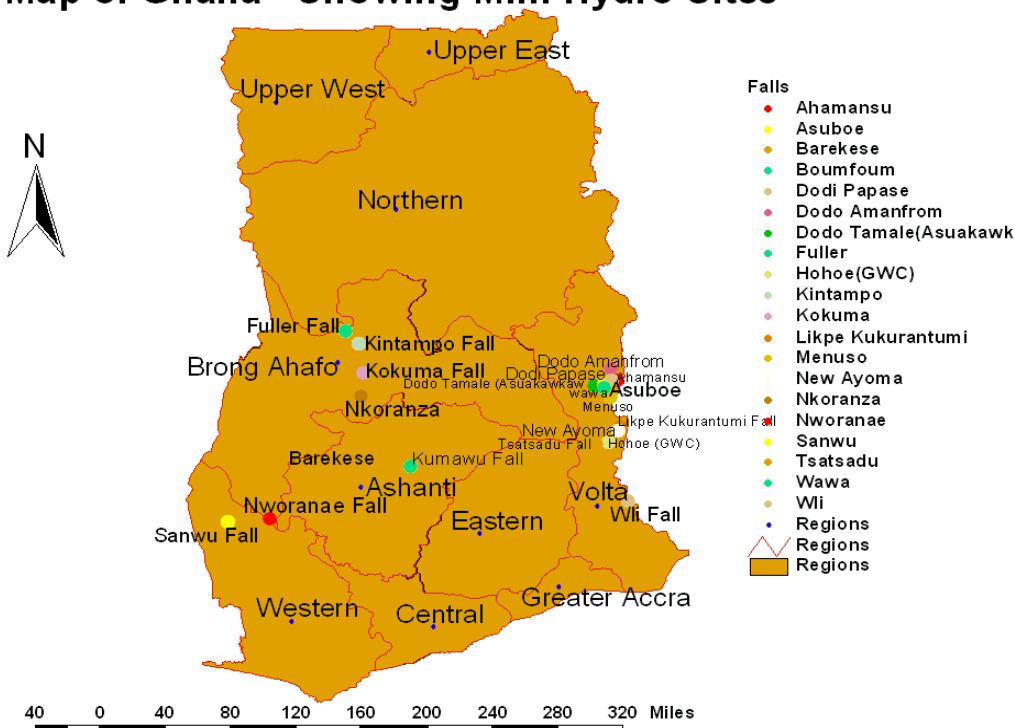 Map of Ghana - Showing Mini Hydro Sites
Upper East
Upper West
N
Northern
Fuller Fall
Kintampo Fall
Brong Ahafo
Kokuma Fall
Dodo Amanfrom
Dodi Papase
Ahamansu
Dodo Tamale (Asuakawkaw
Asuboe
wawa
Menuso
Nkoranza
Likpe Kukurantumi Fall
New Ayoma
Tsatsadu Fall
Hohoe (GWC)
Barekese
Kumawu Fall
Ashanti
Volta
Nworanae Fall
Wli Fall
Eastern
Sanwu Fall
Greater Accra
Western
Central
Falls
Ahamansu
Asuboe
Barekese
Boumfoum
Dodi Papase
Dodo Amanfrom
Dodo Tamale(Asuakawk
Fuller
Hohoe(GWC)
Kintampo
Kokuma
Likpe Kukurantumi
Menuso
New Ayoma
Nkoranza
Nworanae
Sanwu
Tsatsadu
Wawa
Wli
Regions
Regions
Regions
40 0 40 80 120 160 200 240 280 320 Miles